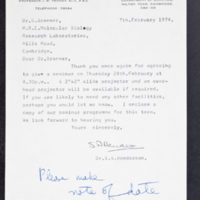 TELEPHONE
7th. February 1974.
Dr. S. Brenner,
M.R.C. Molecular Biology
Research Laboratories,
Hills Road,
Cambridge.
Dear Dr. Brenner,
Thank you once again for agreeing
to give a seminar on Thursday 28th. February at
4.30p.m. A 2"x2" slide projector and an over-
head projector will be available if required. If
you are likely to need any other facilities,
perhaps you would let me know. I enclose a
copy of our seminar programme for this term.
We look forward to hearing you.
Yours sincerely,
Dr. S. Henderson.
Please make
note of date